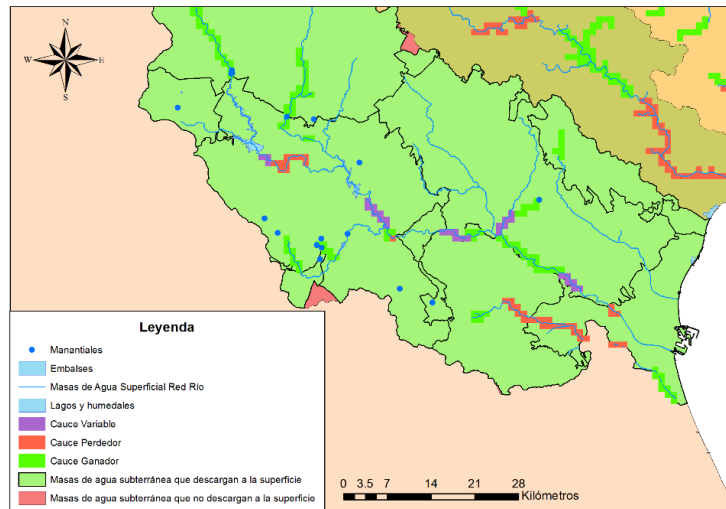 N
W E
S
Leyenda
Manantiales
Embalses
Masas de Agua Superficial Red Río
Lagos y humedales
Cauce Variable
Cauce Perdedor
Cauce Ganador
Masas de agua subterránea que descargan a la superficie
Masas de agua subterránea que no descargan a la superficie
0 3.5 7 14 21 28
Kilómetros